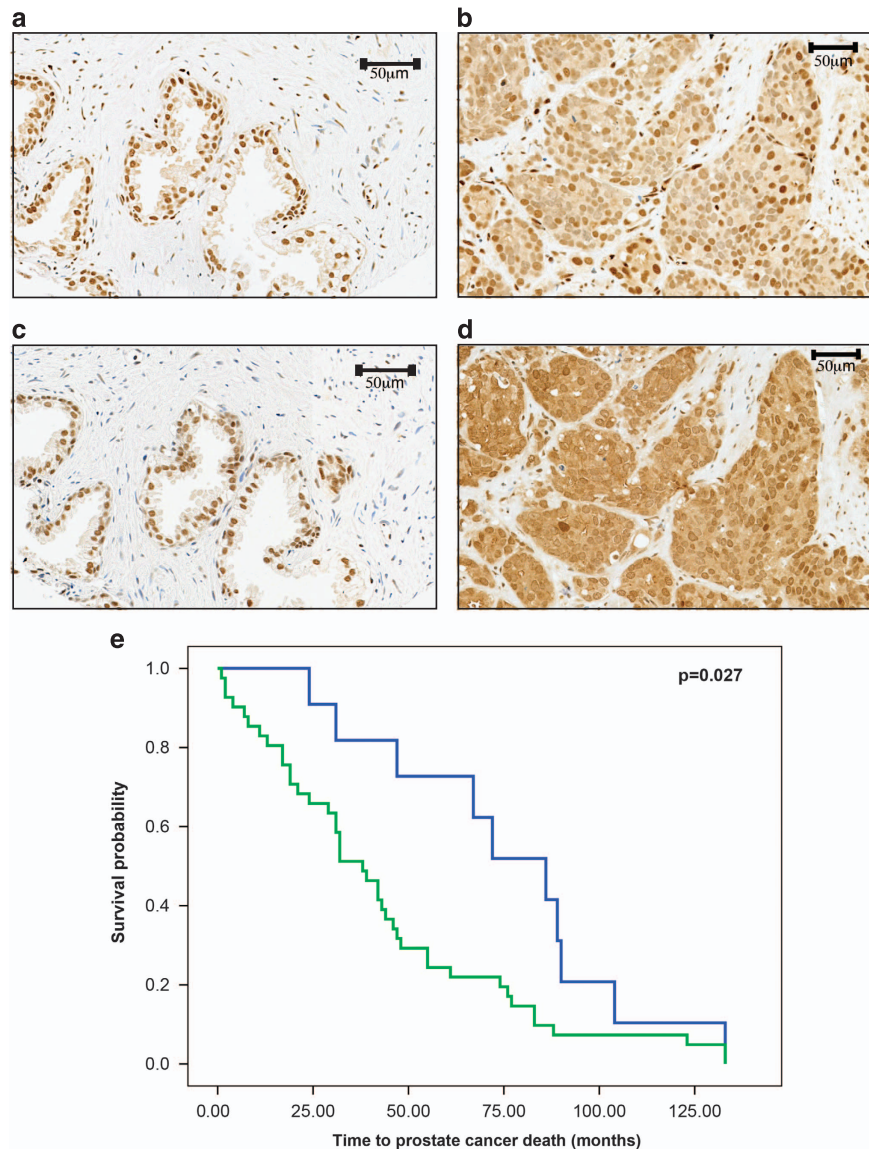 a
b
50μm
50μm
c
d
50μm
50μm
e
p=0.027
1.0
0.8
0.6
0.4
0.2
0.0
Survival probability
0.00 25.00 50.00 75.00 100.00 125.00
Time to prostate cancer death (months)